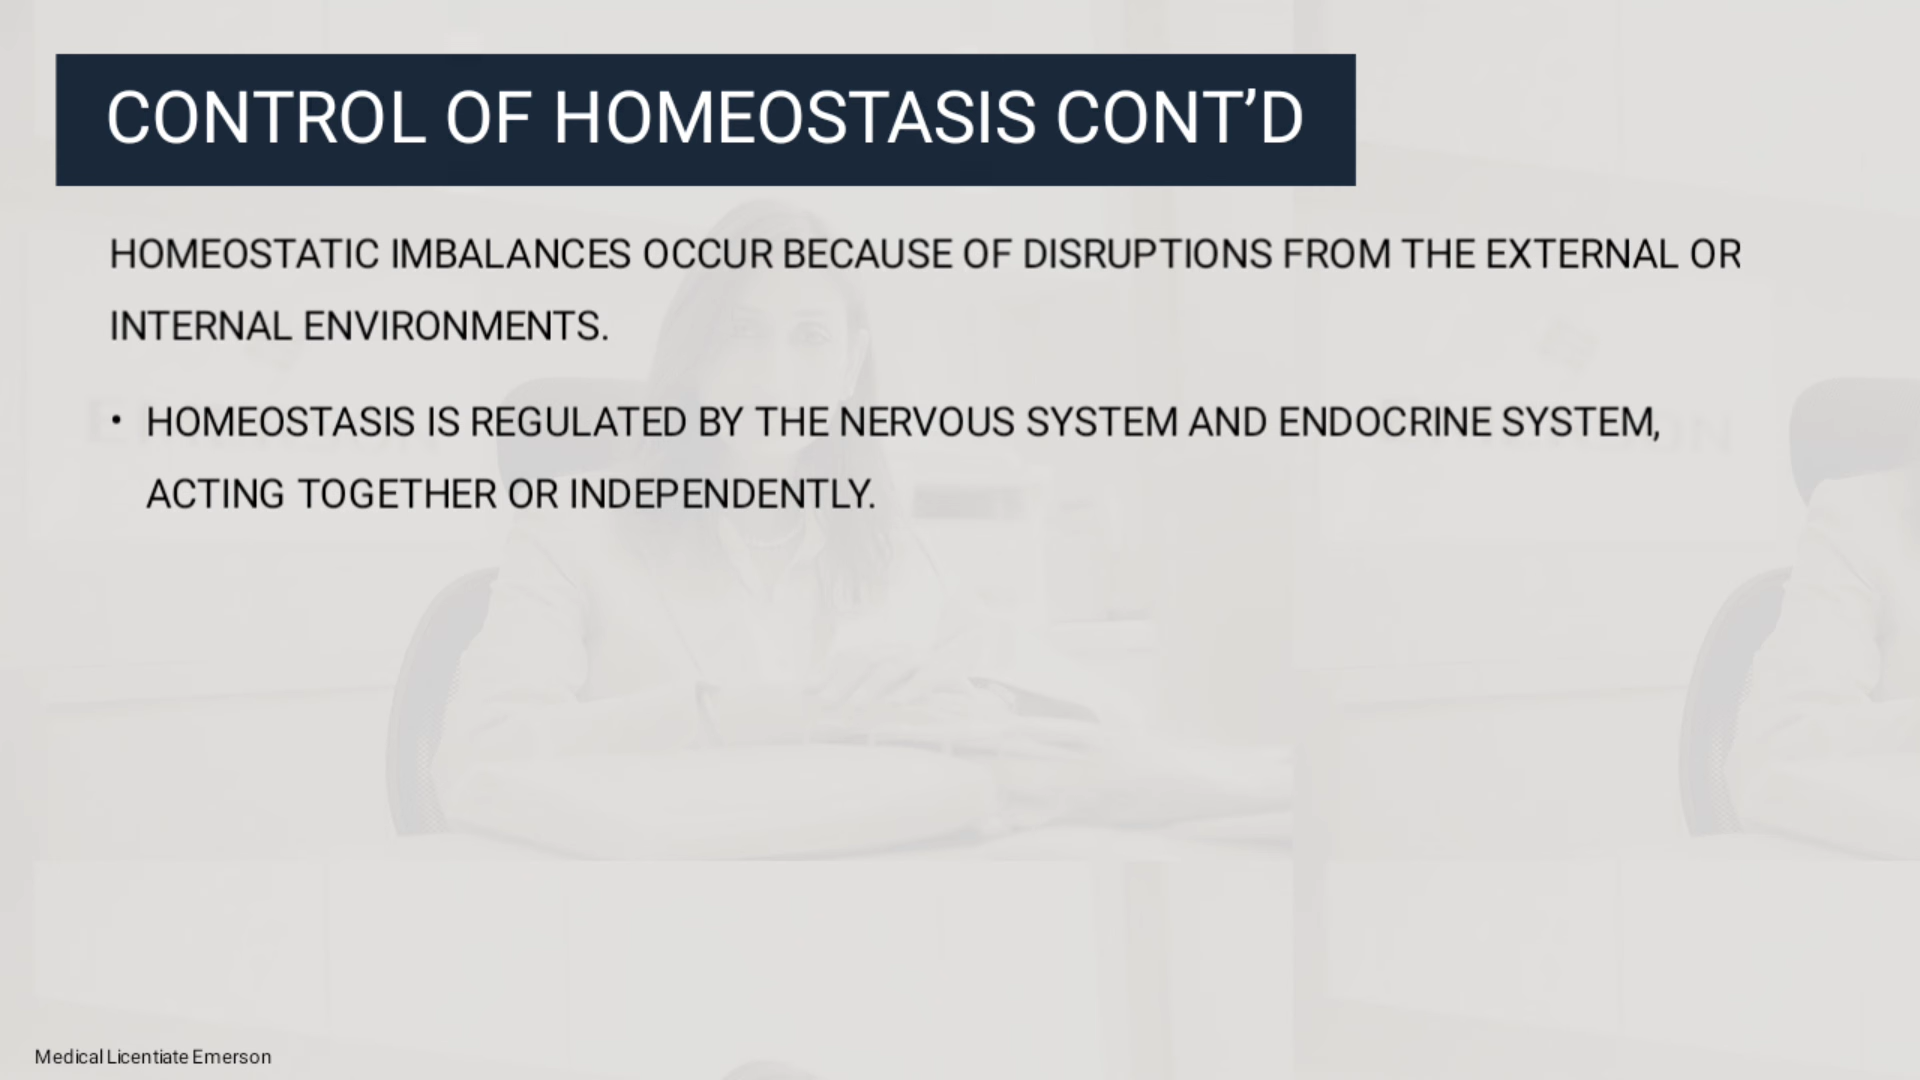 CONTROL OF HOMEOSTASIS CONT’D
HOMEOSTATIC IMBALANCES OCCUR BECAUSE OF DISRUPTIONS FROM THE EXTERNAL OR
INTERNAL ENVIRONMENTS.
• HOMEOSTASIS IS REGULATED BY THE NERVOUS SYSTEM AND ENDOCRINE SYSTEM,
ACTING TOGETHER OR INDEPENDENTLY.
Medical Licentiate Emerson